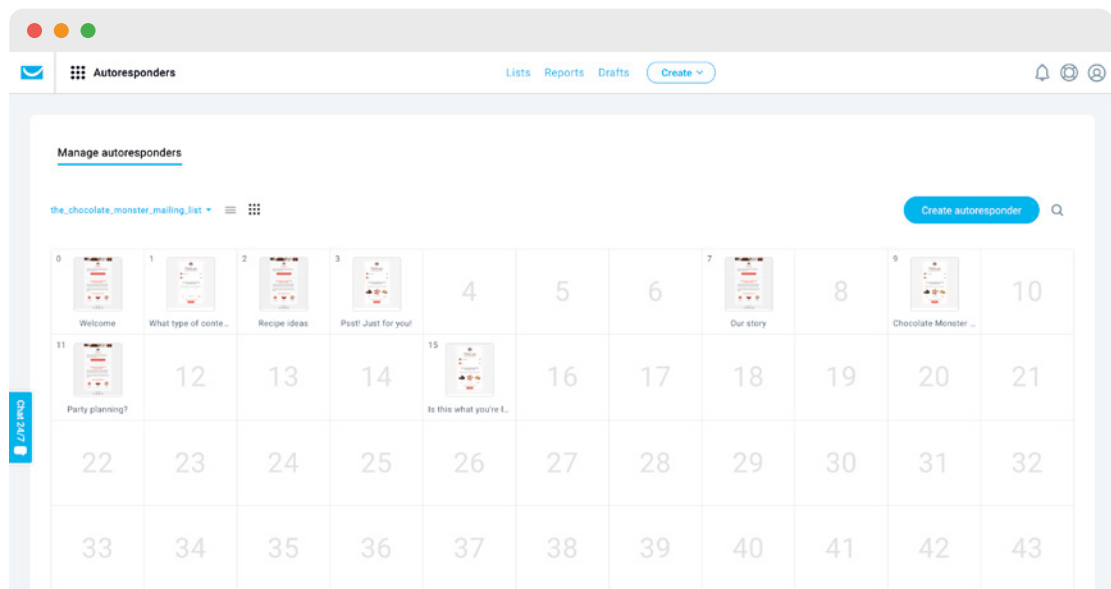 Autoresponders Lists Reports Drafts Create
Manage autoresponders
the_chocolate_monster_mailing_list Create autoresponder
0 1 2 3 4 5 6 7 8 9 10
Welcome What type of conte... Recipe ideas Psst! Just for you! Our story Chocolate Monster ...
11 12 13 14 15 16 17 18 19 20 21
Party planning? Is this what you're l...
Chat 24/7
22 23 24 25 26 27 28 29 30 31 32
33 34 35 36 37 38 39 40 41 42 43